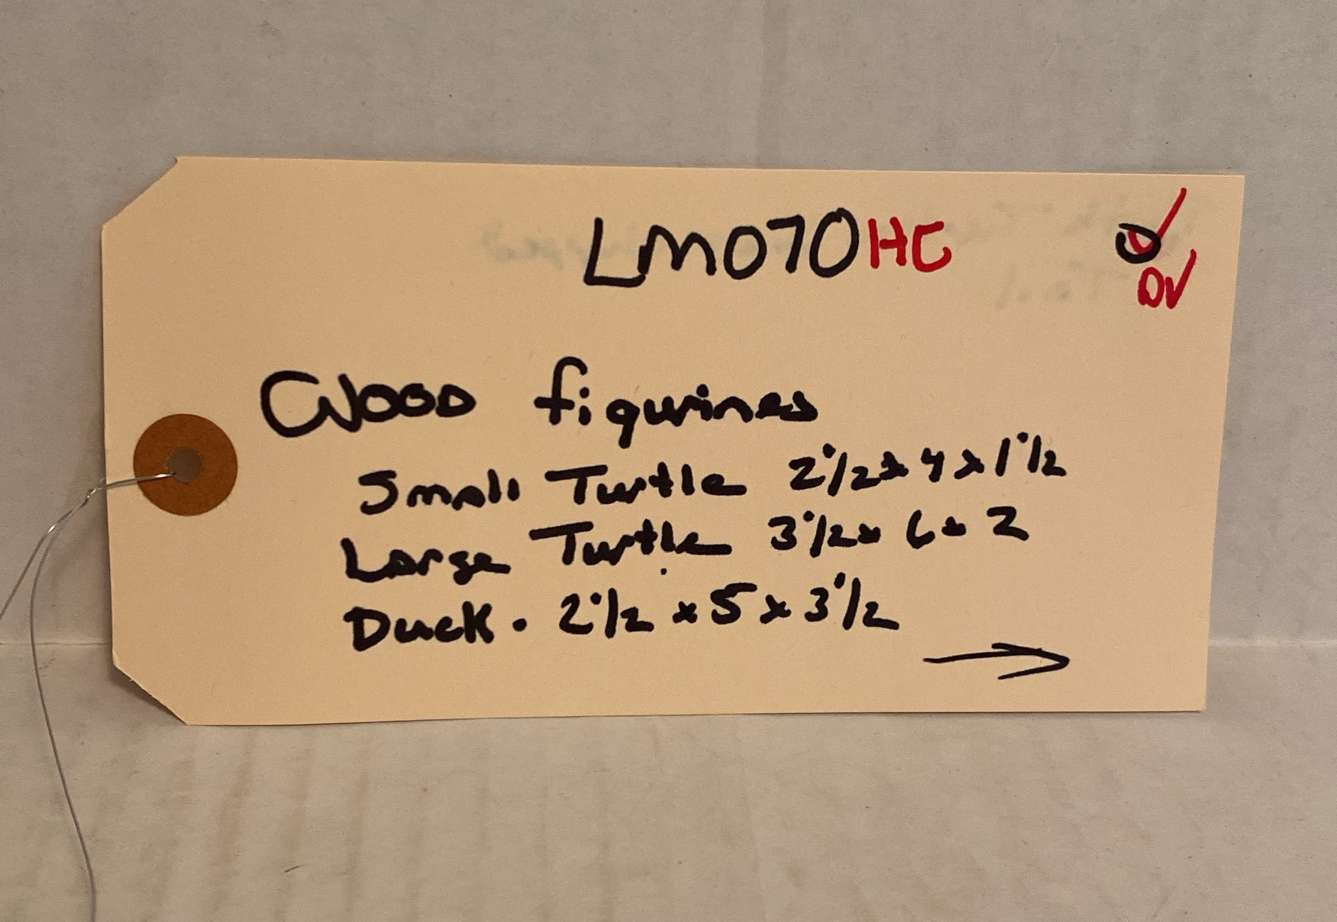 LM070HC
DV
Wood figurines
Small Turtle 2 1/2 x 4 x 1 1/2
Large Turtle 3 1/2 x 6 x 2
Duck. 2 1/2 x 5 x 3 1/2